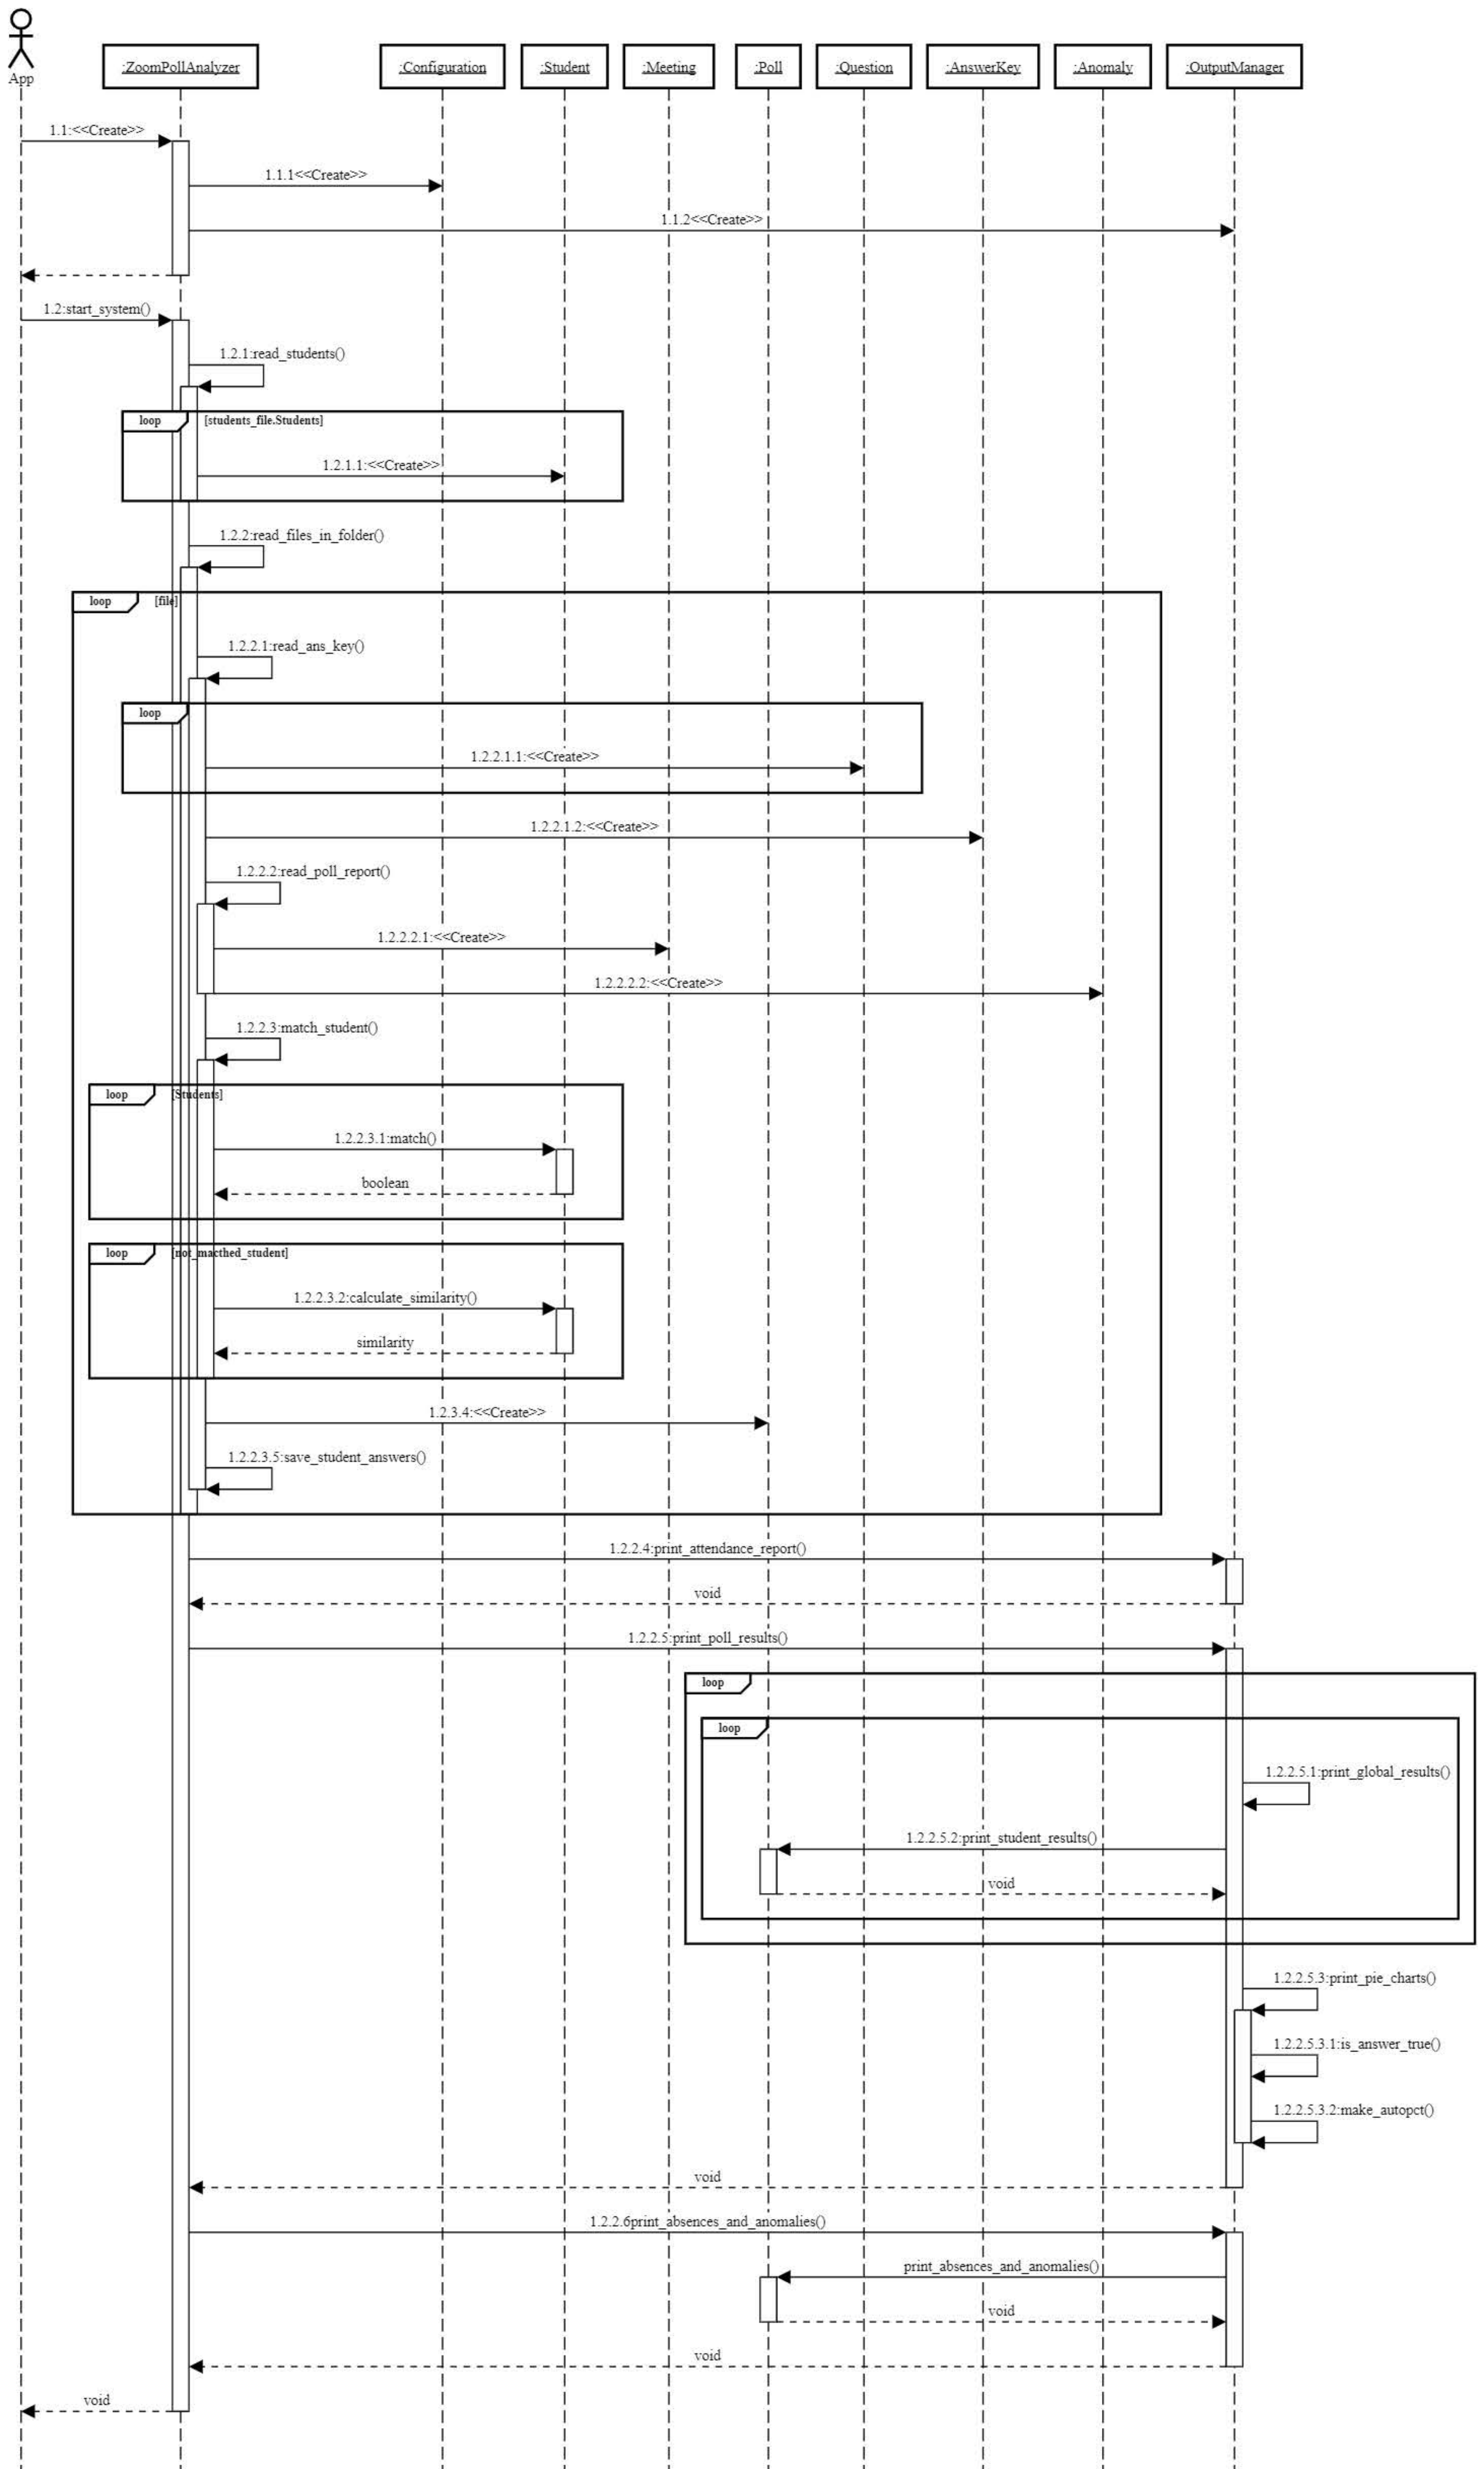 App
:ZoomPollAnalyzer
:Configuration
:Student
:Meeting
:Poll
:Question
:AnswerKey
:Anomaly
:OutputManager
1.1:<<Create>>
1.1.1<<Create>>
1.1.2<<Create>>
1.2:start_system()
1.2.1:read_students()
loop [students_file.Students]
1.2.1.1:<<Create>>
1.2.2:read_files_in_folder()
loop [file]
1.2.2.1:read_ans_key()
loop
1.2.2.1.1:<<Create>>
1.2.2.1.2:<<Create>>
1.2.2.2:read_poll_report()
1.2.2.2.1:<<Create>>
1.2.2.2.2:<<Create>>
1.2.2.3:match_student()
loop [Students]
1.2.2.3.1:match()
boolean
loop [not_macthed_student]
1.2.2.3.2:calculate_similarity()
similarity
1.2.3.4:<<Create>>
1.2.2.3.5:save_student_answers()
1.2.2.4:print_attendance_report()
void
1.2.2.5:print_poll_results()
loop
loop
1.2.2.5.1:print_global_results()
1.2.2.5.2:print_student_results()
void
1.2.2.5.3:print_pie_charts()
1.2.2.5.3.1:is_answer_true()
1.2.2.5.3.2:make_autopct()
void
1.2.2.6print_absences_and_anomalies()
print_absences_and_anomalies()
void
void
void